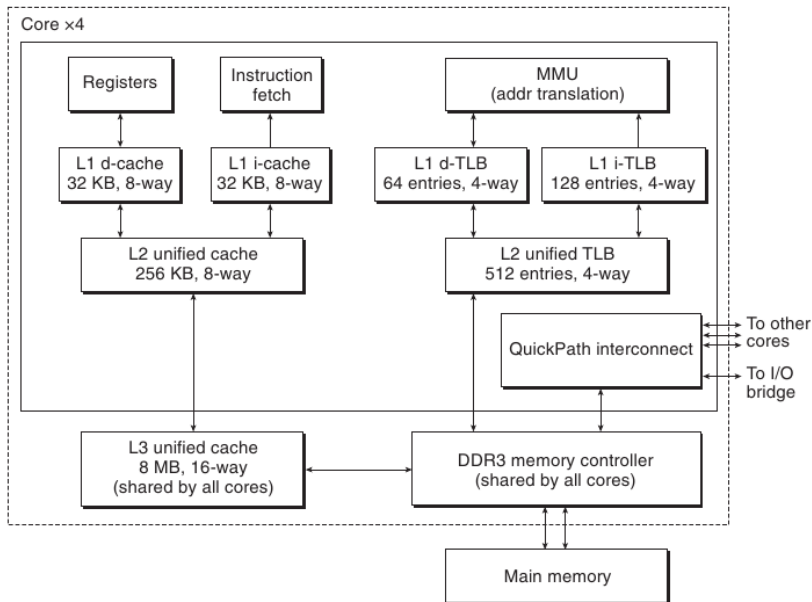 Core ×4
Registers
Instruction
fetch
MMU
(addr translation)
L1 d-cache
32 KB, 8-way
L1 i-cache
32 KB, 8-way
L1 d-TLB
64 entries, 4-way
L1 i-TLB
128 entries, 4-way
L2 unified cache
256 KB, 8-way
L2 unified TLB
512 entries, 4-way
QuickPath interconnect
To other
cores
To I/O
bridge
L3 unified cache
8 MB, 16-way
(shared by all cores)
DDR3 memory controller
(shared by all cores)
Main memory